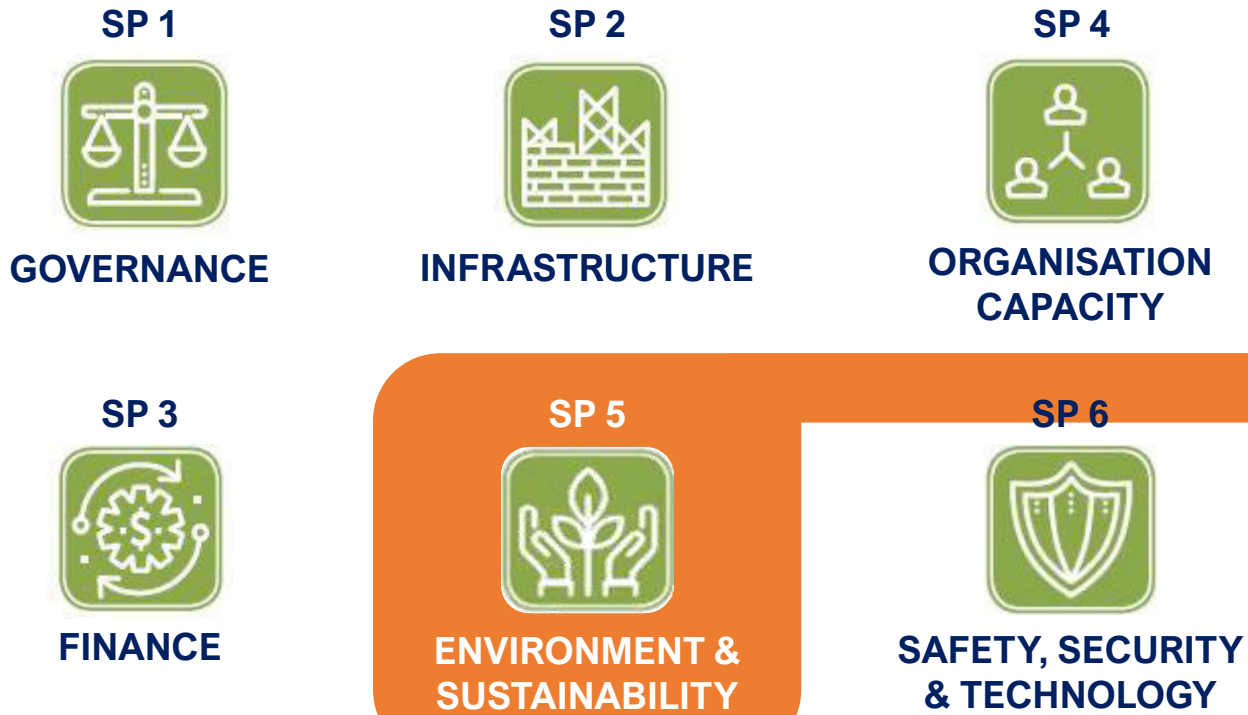 SP 1
SP 2
SP 4
GOVERNANCE
INFRASTRUCTURE
ORGANISATION
CAPACITY
SP 3
SP 5
SP 6
$
FINANCE
ENVIRONMENT &
SUSTAINABILITY
SAFETY, SECURITY
& TECHNOLOGY